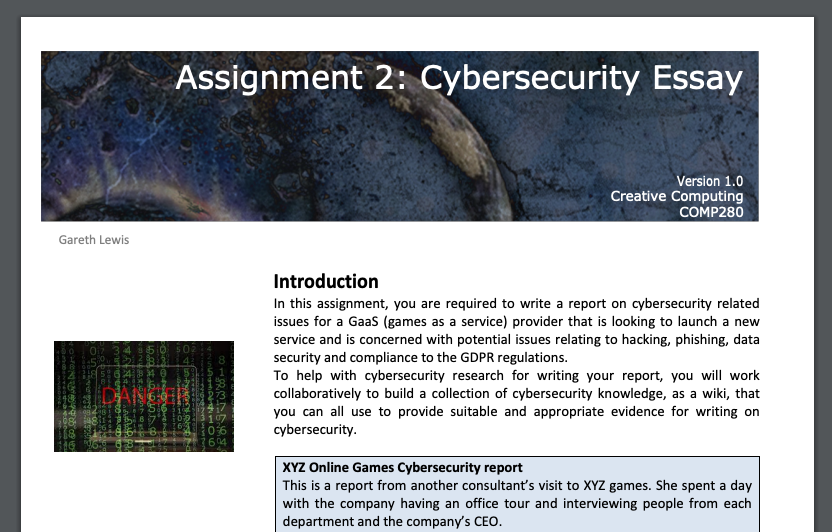 Assignment 2: Cybersecurity Essay
Version 1.0
Creative Computing
COMP280
Gareth Lewis
Introduction
In this assignment, you are required to write a report on cybersecurity related
issues for a GaaS (games as a service) provider that is looking to launch a new
service and is concerned with potential issues relating to hacking, phishing, data
security and compliance to the GDPR regulations.
To help with cybersecurity research for writing your report, you will work
collaboratively to build a collection of cybersecurity knowledge, as a wiki, that
you can all use to provide suitable and appropriate evidence for writing on
cybersecurity.
DANGER
XYZ Online Games Cybersecurity report
This is a report from another consultant's visit to XYZ games. She spent a day
with the company having an office tour and interviewing people from each
department and the company's CEO.